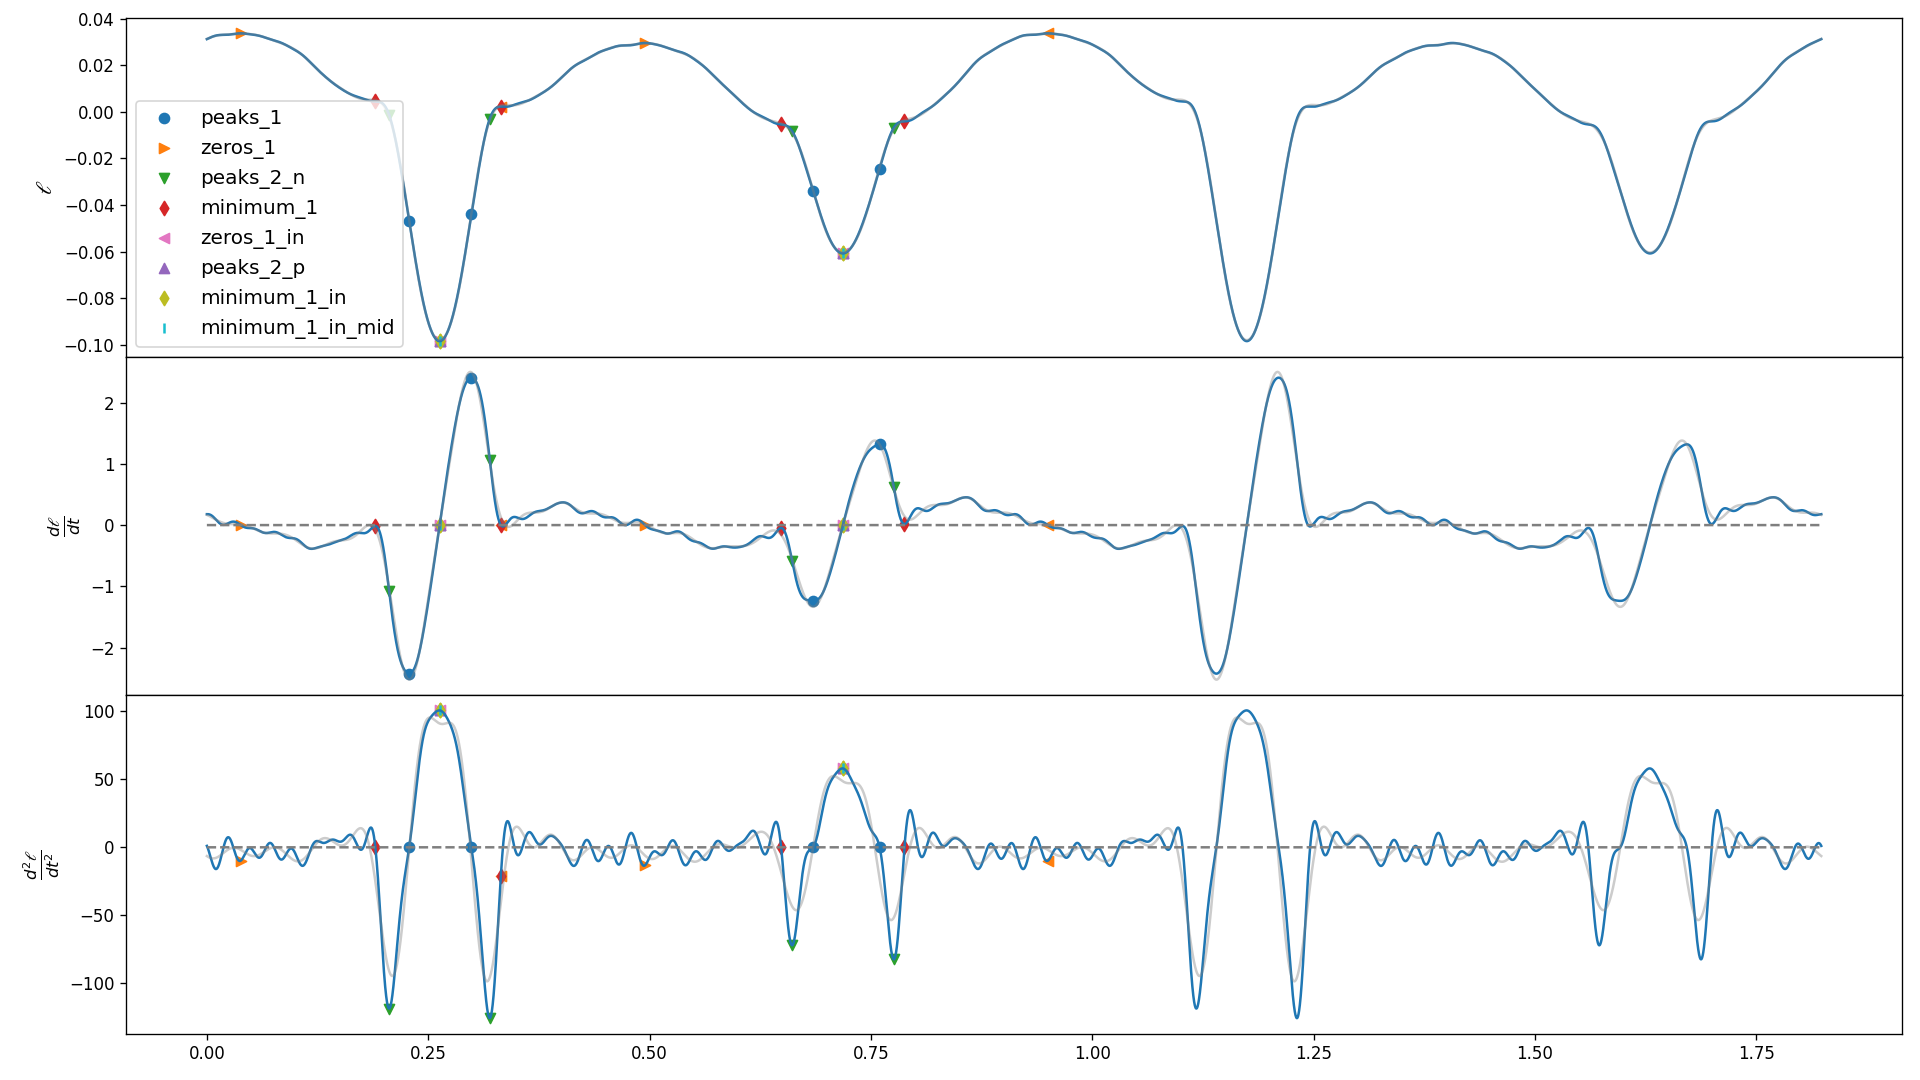 0.04
0.02
0.00
−0.02
−0.04
−0.06
−0.08
−0.10
ℓ
peaks_1
zeros_1
peaks_2_n
minimum_1
zeros_1_in
peaks_2_p
minimum_1_in
minimum_1_in_mid
2
1
0
−1
−2
dℓ
dt
100
50
0
−50
−100
d²ℓ
dt²
0.00 0.25 0.50 0.75 1.00 1.25 1.50 1.75